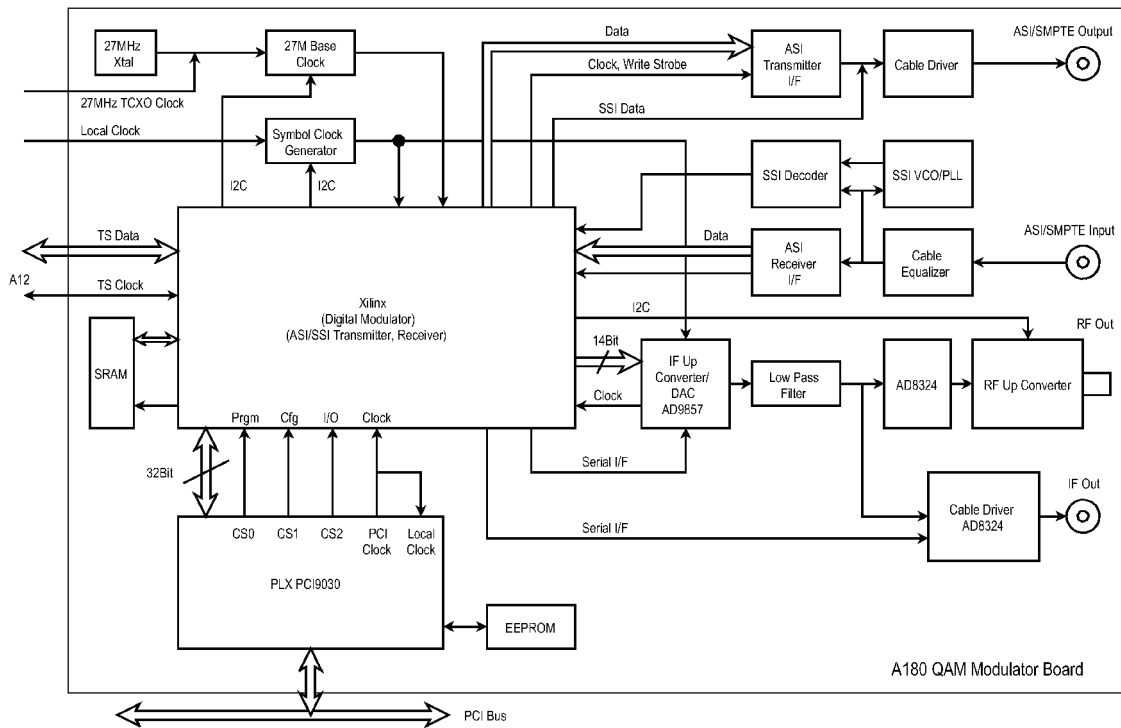 27MHz
Xtal
27M Base
Clock
27MHz TCXO Clock
Local Clock
Symbol Clock
Generator
I2C
I2C
Data
Clock, Write Strobe
SSI Data
ASI
Transmitter
I/F
Cable Driver
ASI/SMPTE Output
SSI Decoder
SSI VCO/PLL
Data
ASI
Receiver
I/F
Cable
Equalizer
ASI/SMPTE Input
TS Data
A12
TS Clock
SRAM
Xilinx
(Digital Modulator)
(ASI/SSI Transmitter, Receiver)
Prgm
Cfg
I/O
Clock
I2C
14Bit
Clock
IF Up
Converter/
DAC
AD9857
Low Pass
Filter
AD8324
RF Up Converter
RF Out
Serial I/F
Serial I/F
Cable Driver
AD8324
IF Out
32Bit
CS0
CS1
CS2
PCI
Clock
Local
Clock
PLX PCI9030
EEPROM
A180 QAM Modulator Board
PCI Bus